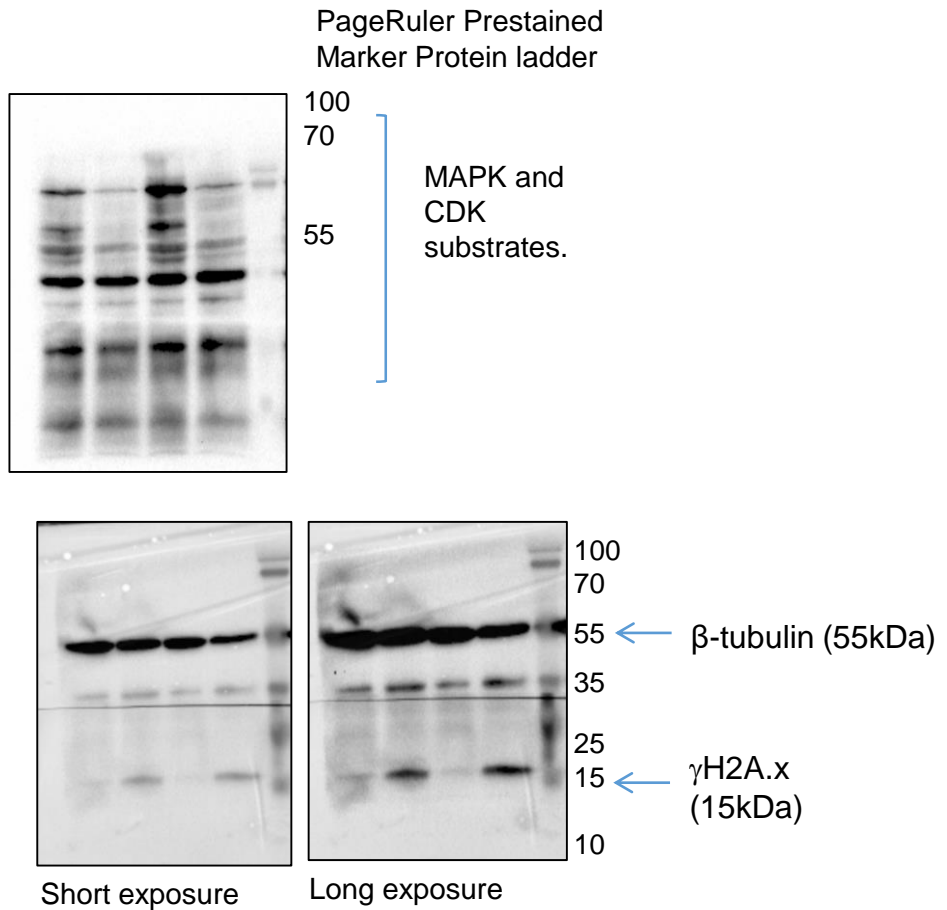 PageRuler Prestained
Marker Protein ladder
100
70
55
MAPK and
CDK
substrates.
100
70
55
35
25
15
10
β-tubulin (55kDa)
γH2A.x
(15kDa)
Short exposure
Long exposure